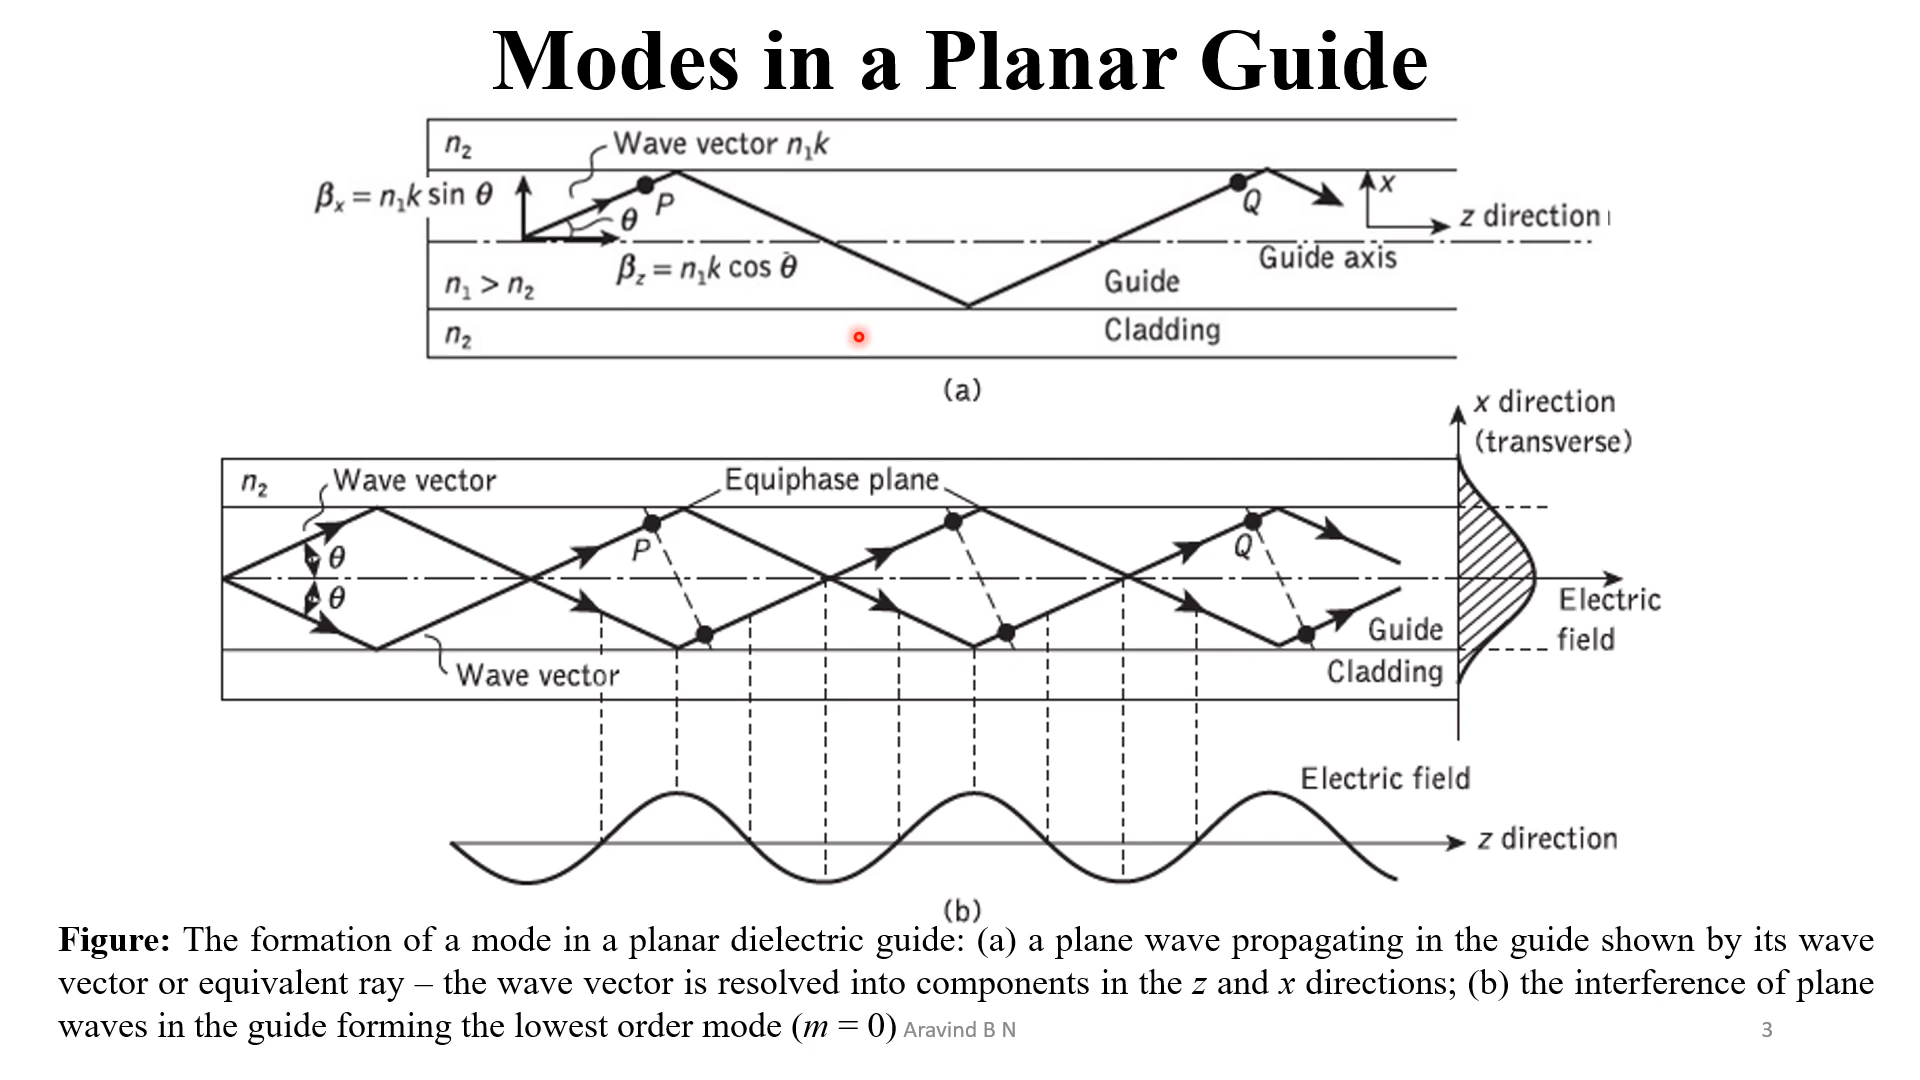 Modes in a Planar Guide
n₂
Wave vector n₁k
βₓ = n₁k sin θ
P
θ
Q
x
z direction
β_z = n₁k cos θ
Guide axis
n₁ > n₂
Guide
n₂
Cladding
(a)
x direction
(transverse)
n₂
Wave vector
Equiphase plane
P
Q
θ
θ
Electric
field
Guide
Wave vector
Cladding
Electric field
z direction
(b)
Figure: The formation of a mode in a planar dielectric guide: (a) a plane wave propagating in the guide shown by its wave
vector or equivalent ray – the wave vector is resolved into components in the z and x directions; (b) the interference of plane
waves in the guide forming the lowest order mode (m = 0)
Aravind B N
3